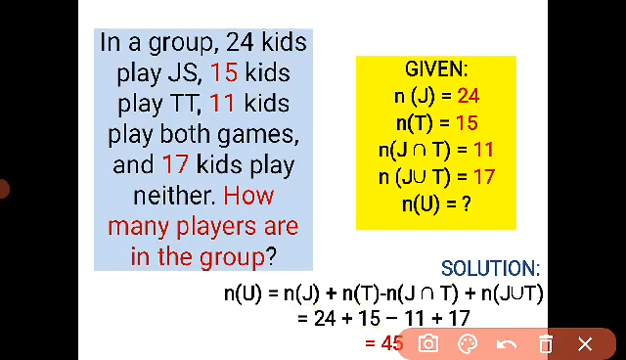 In a group, 24 kids
play JS, 15 kids
play TT, 11 kids
play both games,
and 17 kids play
neither. How
many players are
in the group?
GIVEN:
n (J) = 24
n(T) = 15
n(J ∩ T) = 11
n (J∪ T) = 17
n(U) = ?
SOLUTION:
n(U) = n(J) + n(T)-n(J ∩ T) + n(J∪T)
= 24 + 15 − 11 + 17
= 45